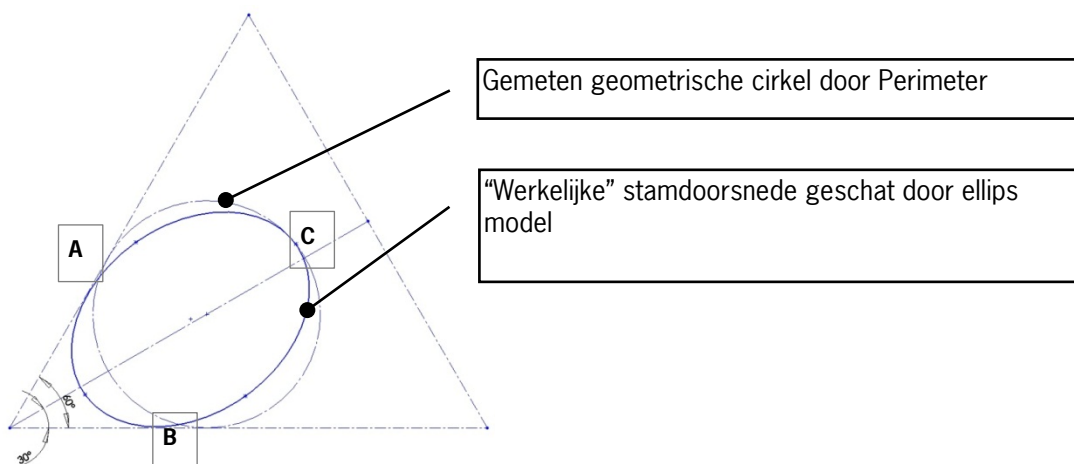 Gemeten geometrische cirkel door Perimeter
“Werkelijke” stamdoorsnede geschat door ellips
model
A
C
B
60°
30°